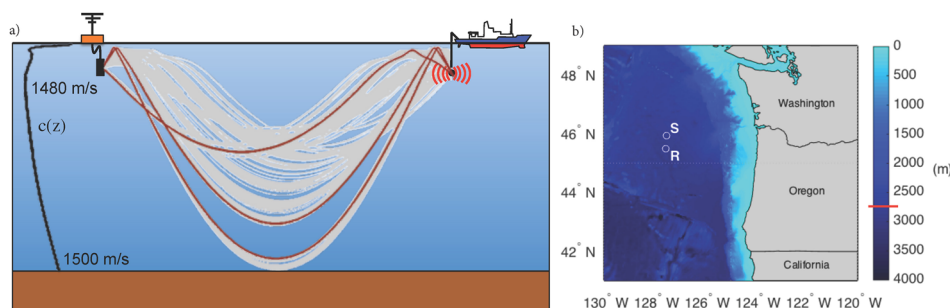 a)
1480 m/s
c(z)
1500 m/s
b)
48° N
46° N
44° N
42° N
130° W 128° W 126° W 124° W 122° W 120° W
S
R
Washington
Oregon
California
0
500
1000
1500
2000
2500
3000
3500
4000
(m)